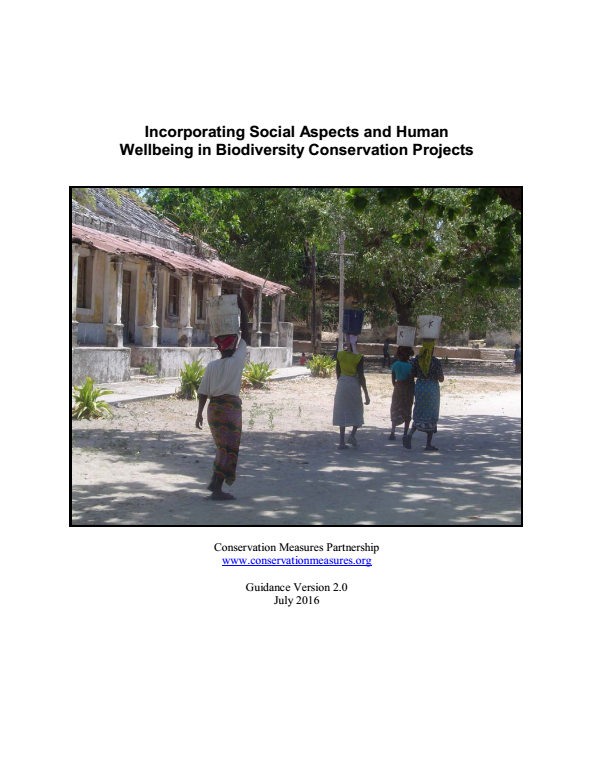 Incorporating Social Aspects and Human
Wellbeing in Biodiversity Conservation Projects
Conservation Measures Partnership
www.conservationmeasures.org
Guidance Version 2.0
July 2016